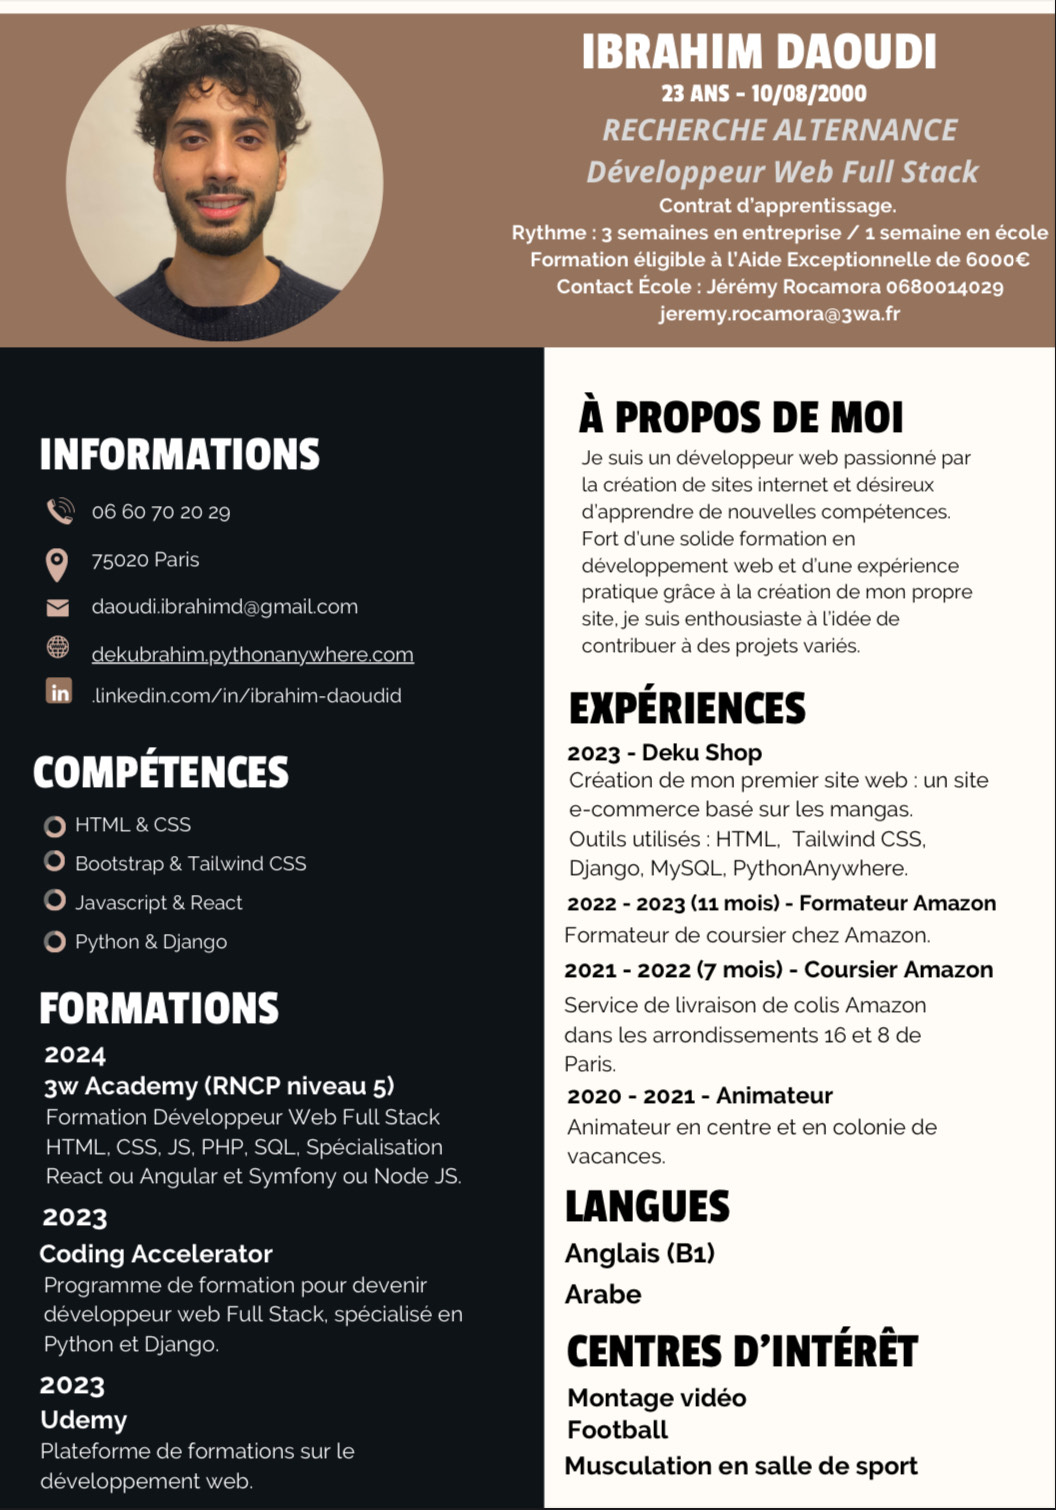 IBRAHIM DAOUDI
23 ANS - 10/08/2000
RECHERCHE ALTERNANCE
Développeur Web Full Stack
Contrat d'apprentissage.
Rythme : 3 semaines en entreprise / 1 semaine en école
Formation éligible à l'Aide Exceptionnelle de 6000€
Contact École : Jérémy Rocamora 0680014029
jeremy.rocamora@3wa.fr
INFORMATIONS
06 60 70 20 29
75020 Paris
daoudi.ibrahimd@gmail.com
dekubrahim.pythonanywhere.com
in .linkedin.com/in/ibrahim-daoudid
COMPÉTENCES
HTML & CSS
Bootstrap & Tailwind CSS
Javascript & React
Python & Django
FORMATIONS
2024
3w Academy (RNCP niveau 5)
Formation Développeur Web Full Stack
HTML, CSS, JS, PHP, SQL, Spécialisation
React ou Angular et Symfony ou Node JS.
2023
Coding Accelerator
Programme de formation pour devenir
développeur web Full Stack, spécialisé en
Python et Django.
2023
Udemy
Plateforme de formations sur le
développement web.
À PROPOS DE MOI
Je suis un développeur web passionné par
la création de sites internet et désireux
d'apprendre de nouvelles compétences.
Fort d'une solide formation en
développement web et d'une expérience
pratique grâce à la création de mon propre
site, je suis enthousiaste à l'idée de
contribuer à des projets variés.
EXPÉRIENCES
2023 - Deku Shop
Création de mon premier site web : un site
e-commerce basé sur les mangas.
Outils utilisés : HTML, Tailwind CSS,
Django, MySQL, PythonAnywhere.
2022 - 2023 (11 mois) - Formateur Amazon
Formateur de coursier chez Amazon.
2021 - 2022 (7 mois) - Coursier Amazon
Service de livraison de colis Amazon
dans les arrondissements 16 et 8 de
Paris.
2020 - 2021 - Animateur
Animateur en centre et en colonie de
vacances.
LANGUES
Anglais (B1)
Arabe
CENTRES D'INTÉRÊT
Montage vidéo
Football
Musculation en salle de sport